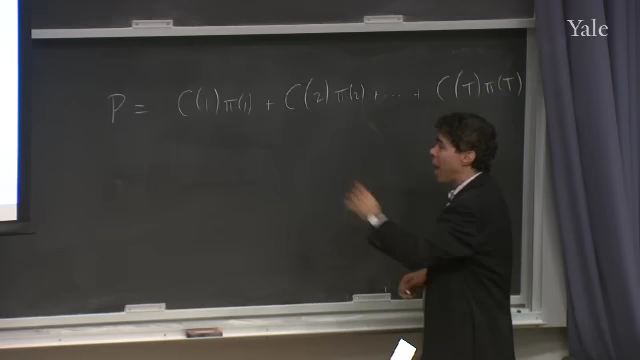 Yale
P = C(1)π(1) + C(2)π(2) + ... + C(T)π(T)